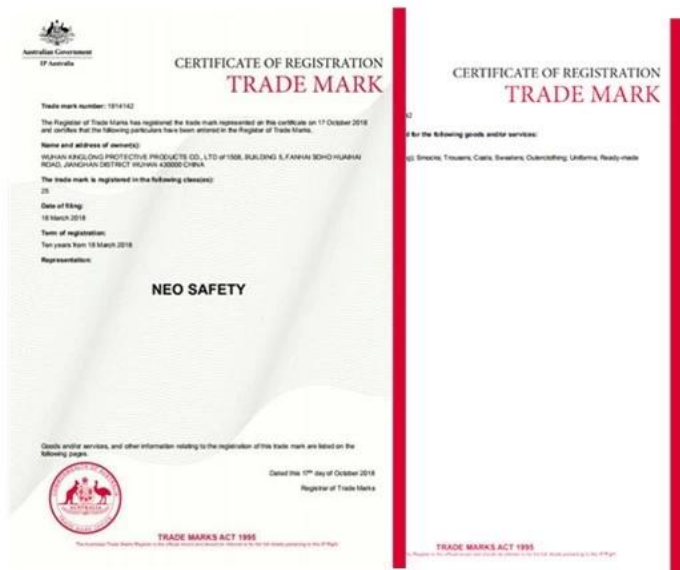 Australian Government
IP Australia
CERTIFICATE OF REGISTRATION
TRADE MARK
Trade mark number: 1914142
The Registrar of Trade Marks has registered the trade mark represented on this certificate on 17 October 2018
and certifies that the following particulars have been entered in the Register of Trade Marks.
Name and address of owner(s):
WUHAN KINGLONG PROTECTIVE PRODUCTS CO., LTD of 1508, BUILDING 5, FANHAI SOHO HUAIHAI
ROAD, JIANGHAN DISTRICT WUHAN 430000 CHINA
The trade mark is registered in the following class(es):
25
Date of filing:
18 March 2018
Term of registration:
Ten years from 18 March 2018
Representation:
NEO SAFETY
Goods and/or services, and other information relating to the registration of this trade mark are listed on the
following pages.
Dated this 17th day of October 2018
Registrar of Trade Marks
AUSTRALIA
TRADE MARKS ACT 1995
CERTIFICATE OF REGISTRATION
TRADE MARK
for the following goods and/or services:
Smocks; Trousers; Coats; Sweaters; Outerclothing; Uniforms; Ready-made
TRADE MARKS ACT 1995